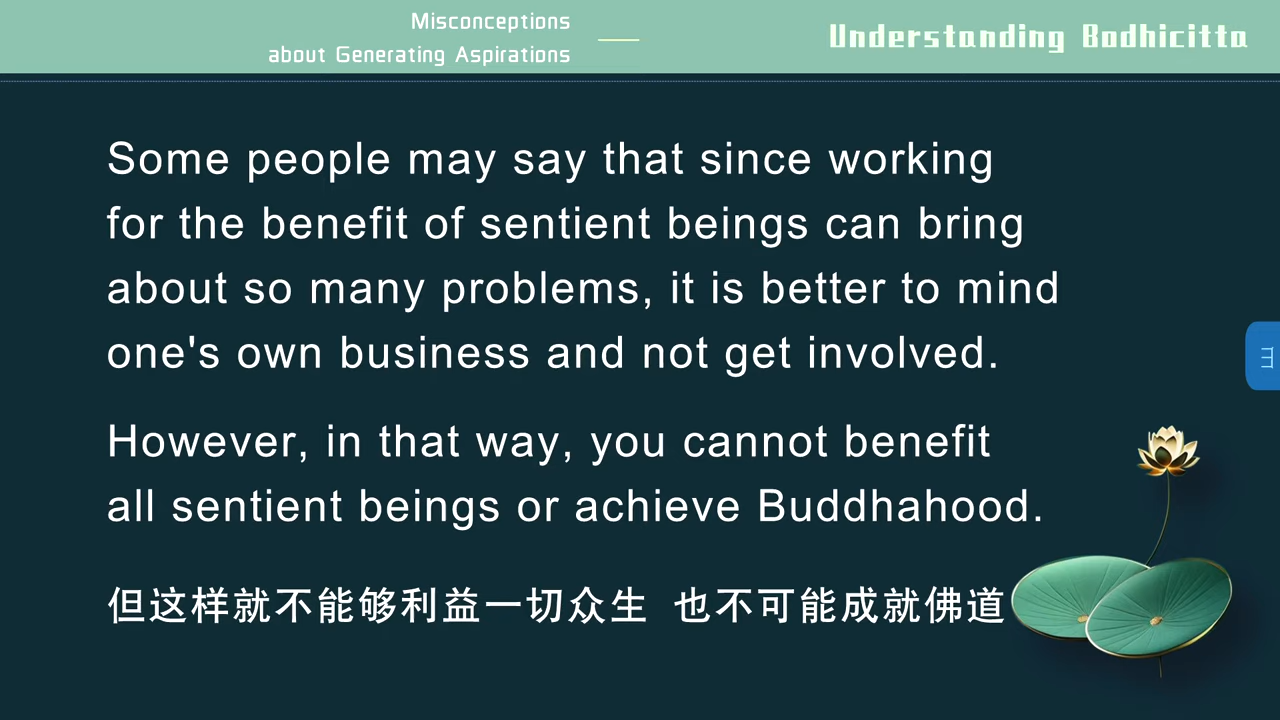 Misconceptions
about Generating Aspirations
Understanding Bodhicitta
Some people may say that since working
for the benefit of sentient beings can bring
about so many problems, it is better to mind
one's own business and not get involved.
However, in that way, you cannot benefit
all sentient beings or achieve Buddhahood.
但这样就不能够利益一切众生 也不可能成就佛道